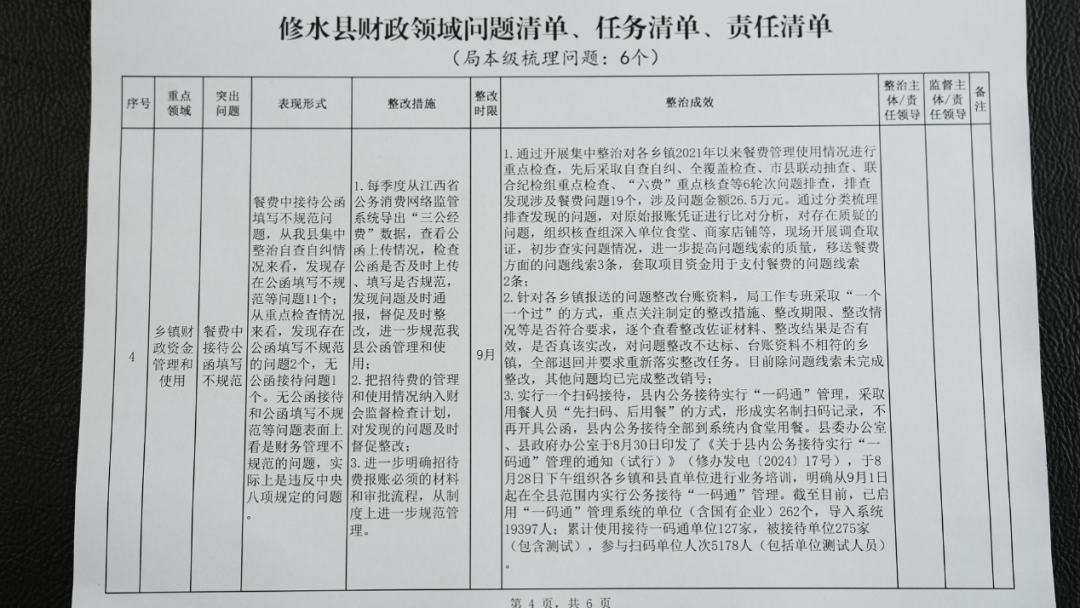 修水县财政领域问题清单、任务清单、责任清单
（局本级梳理问题：6个）
序号
重点
领域
突出
问题
表现形式
整改措施
整改
时限
整治成效
整治主
体/责
任领导
监督主
体/责
任领导
备
注
4
乡镇财
政资金
管理和
使用
餐费中
接待公
函填写
不规范
餐费中接待公函
填写不规范问
题，从我县集中
整治自查自纠情
况来看，发现存
在公函填写不规
范等问题11个；
从重点检查情况
来看，发现存在
公函填写不规范
的问题2个，无
公函接待问题1
个。无公函接待
和公函填写不规
范等问题表面上
看是财务管理不
规范的问题，实
际上是违反中央
八项规定的问题
。
1.每季度从江西省
公务消费网络监管
系统导出“三公经
费”数据，查看公
函上传情况，检查
公函是否及时上传
、填写是否规范，
发现问题及时通
报，督促及时整
改，进一步规范我
县公函管理和使
用；
2.把招待费的管理
和使用情况纳入财
会监督检查计划，
对发现的问题及时
督促整改；
3.进一步明确招待
费报账必须的材料
和审批流程，从制
度上进一步规范管
理。
9月
1.通过开展集中整治对各乡镇2021年以来餐费管理使用情况进行
重点检查，先后采取自查自纠、全覆盖检查、市县联动抽查、联
合纪检组重点检查、“六费”重点核查等6轮次问题排查，排查
发现涉及餐费问题19个，涉及问题金额26.5万元。通过分类梳理
排查发现的问题，对原始报账凭证进行比对分析，对存在质疑的
问题，组织核查组深入单位食堂、商家店铺等，现场开展调查取
证，初步查实问题情况，进一步提高问题线索的质量，移送餐费
方面的问题线索3条，套取项目资金用于支付餐费的问题线索
2条；
2.针对各乡镇报送的问题整改台账资料，局工作专班采取“一个
一个过”的方式，重点关注制定的整改措施、整改期限、整改情
况等是否符合要求，逐个查看整改佐证材料、整改结果是否有
效，是否真该实改，对问题整改不达标、台账资料不相符的乡
镇，全部退回并要求重新落实整改任务。目前除问题线索未完成
整改，其他问题均已完成整改销号；
3.实行一个扫码接待，县内公务接待实行“一码通”管理，采取
用餐人员“先扫码、后用餐”的方式，形成实名制扫码记录，不
再开具公函，县内公务接待全部到系统内食堂用餐。县委办公室
、县政府办公室于8月30日印发了《关于县内公务接待实行“一
码通”管理的通知（试行）》（修办发电〔2024〕17号），于8
月28日下午组织各乡镇和县直单位进行业务培训，明确从9月1日
起在全县范围内实行公务接待“一码通”管理。截至目前，已启
用“一码通”管理系统的单位（含国有企业）262个，导入系统
19397人；累计使用接待一码通单位127家，被接待单位275家
（包含测试），参与扫码单位人次5178人（包括单位测试人员）
。
第 4 页，共 6 页